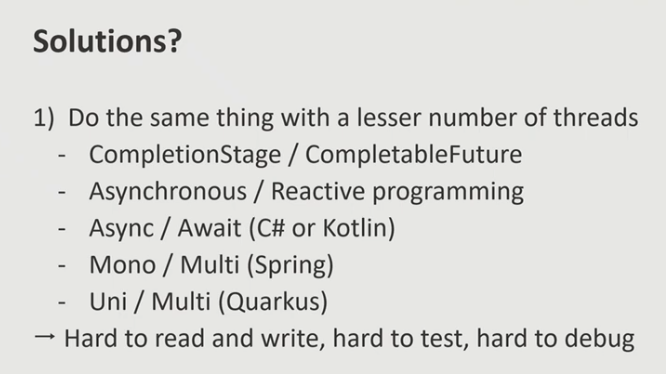 Solutions?
1) Do the same thing with a lesser number of threads
- CompletionStage / CompletableFuture
- Asynchronous / Reactive programming
- Async / Await (C# or Kotlin)
- Mono / Multi (Spring)
- Uni / Multi (Quarkus)
→ Hard to read and write, hard to test, hard to debug